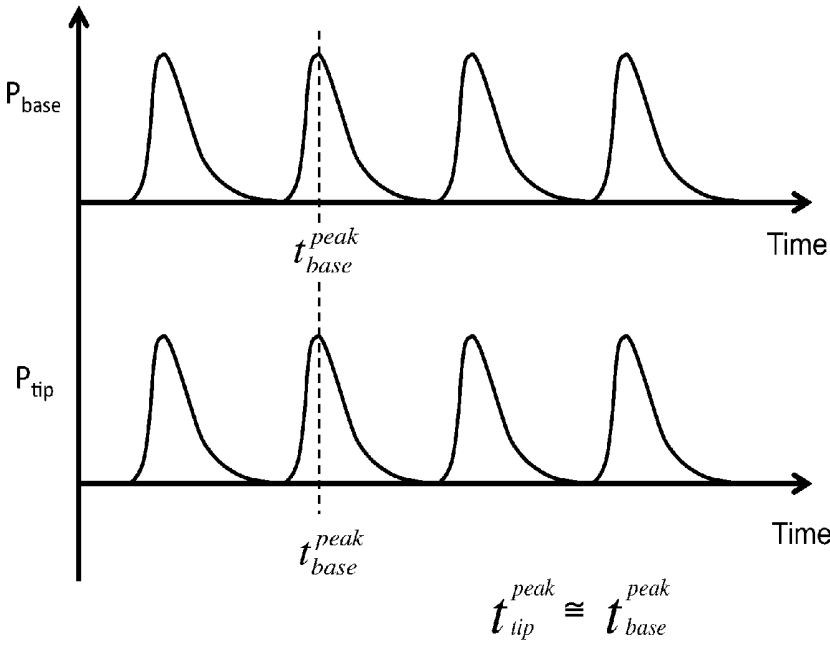 P_base
t_base^peak
Time
P_tip
t_base^peak
Time
t_tip^peak ≅ t_base^peak